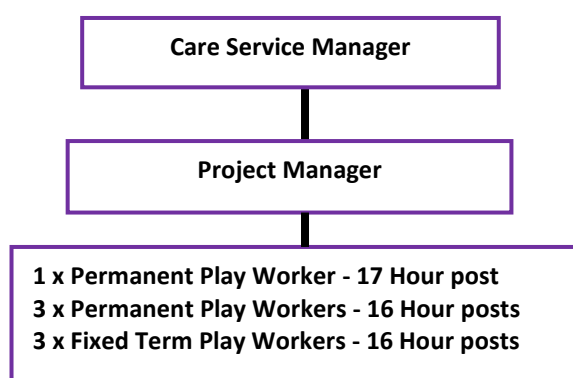 Care Service Manager
Project Manager
1 x Permanent Play Worker - 17 Hour post
3 x Permanent Play Workers - 16 Hour posts
3 x Fixed Term Play Workers - 16 Hour posts